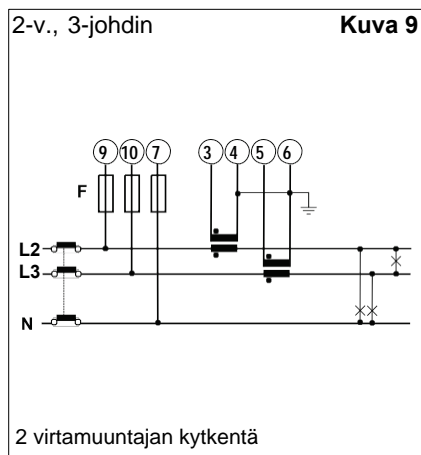 2-v., 3-johdin Kuva 9
9 10 7 3 4 5 6
F
L2
L3
N
2 virtamuuntajan kytkentä